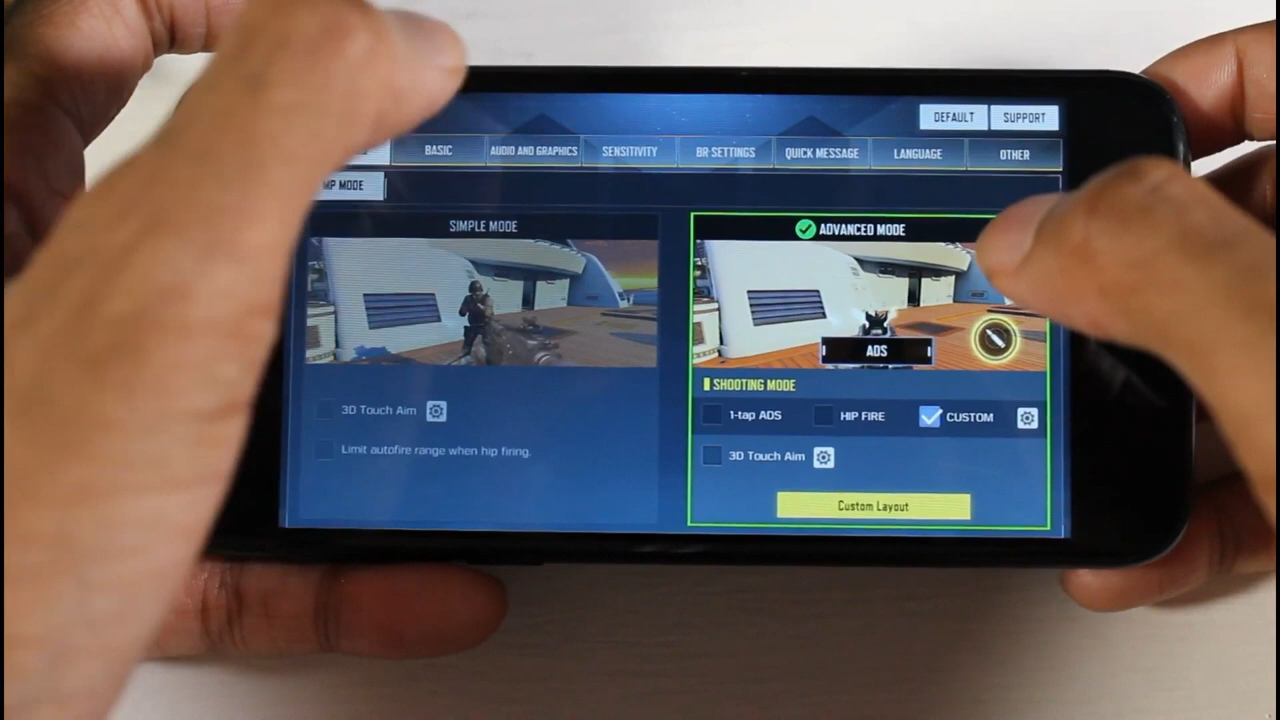 DEFAULT
SUPPORT
BASIC
AUDIO AND GRAPHICS
SENSITIVITY
BR SETTINGS
QUICK MESSAGE
LANGUAGE
OTHER
MP MODE
SIMPLE MODE
ADVANCED MODE
ADS
SHOOTING MODE
3D Touch Aim
1-tap ADS
HIP FIRE
CUSTOM
Limit autofire range when hip firing.
3D Touch Aim
Custom Layout